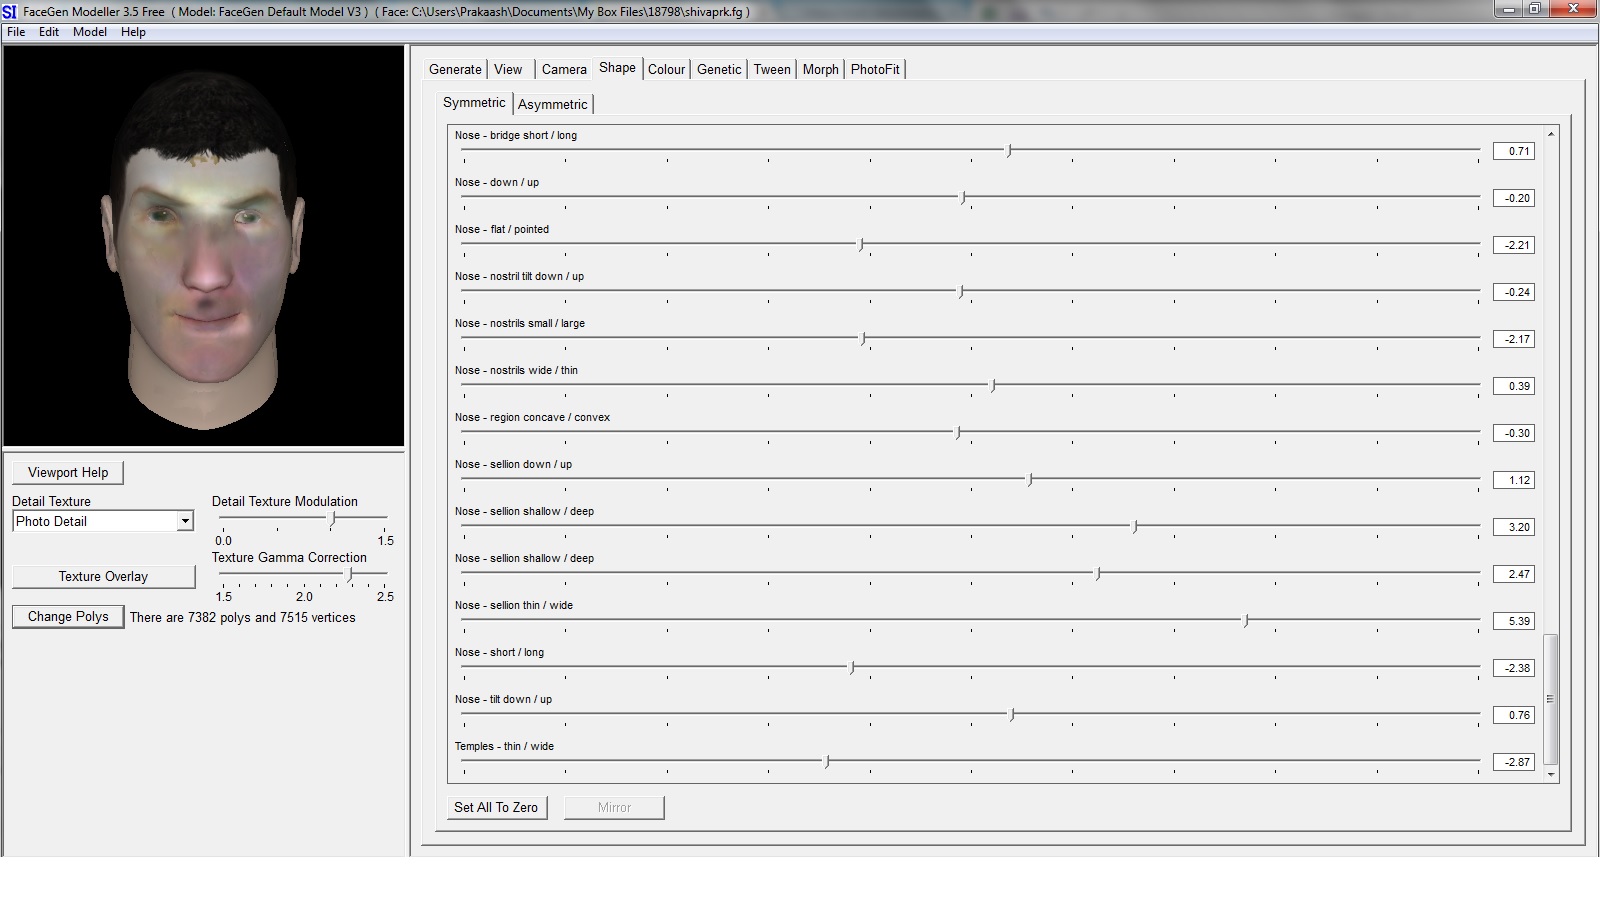 SI FaceGen Modeller 3.5 Free ( Model: FaceGen Default Model V3 ) ( Face: C:\Users\Prakaash\Documents\My Box Files\18798\shivaprk.fg )
File Edit Model Help
Generate View Camera Shape Colour Genetic Tween Morph PhotoFit
Symmetric Asymmetric
Nose - bridge short / long 0.71
Nose - down / up -0.20
Nose - flat / pointed -2.21
Nose - nostril tilt down / up -0.24
Nose - nostrils small / large -2.17
Nose - nostrils wide / thin 0.39
Nose - region concave / convex -0.30
Nose - sellion down / up 1.12
Nose - sellion shallow / deep 3.20
Nose - sellion shallow / deep 2.47
Nose - sellion thin / wide 5.39
Nose - short / long -2.38
Nose - tilt down / up 0.76
Temples - thin / wide -2.87
Set All To Zero Mirror
Viewport Help
Detail Texture Detail Texture Modulation
Photo Detail
0.0 1.5
Texture Gamma Correction
Texture Overlay
1.5 2.0 2.5
Change Polys There are 7382 polys and 7515 vertices